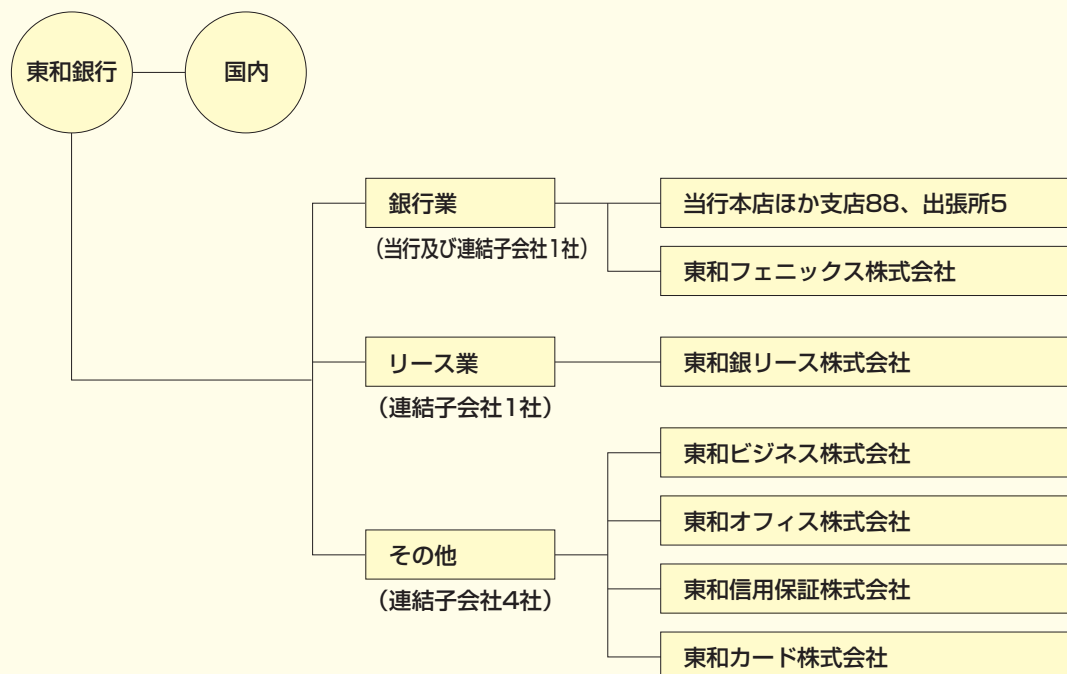 東和銀行
国内
銀行業
（当行及び連結子会社1社）
当行本店ほか支店88、出張所5
東和フェニックス株式会社
リース業
（連結子会社1社）
東和銀リース株式会社
その他
（連結子会社4社）
東和ビジネス株式会社
東和オフィス株式会社
東和信用保証株式会社
東和カード株式会社